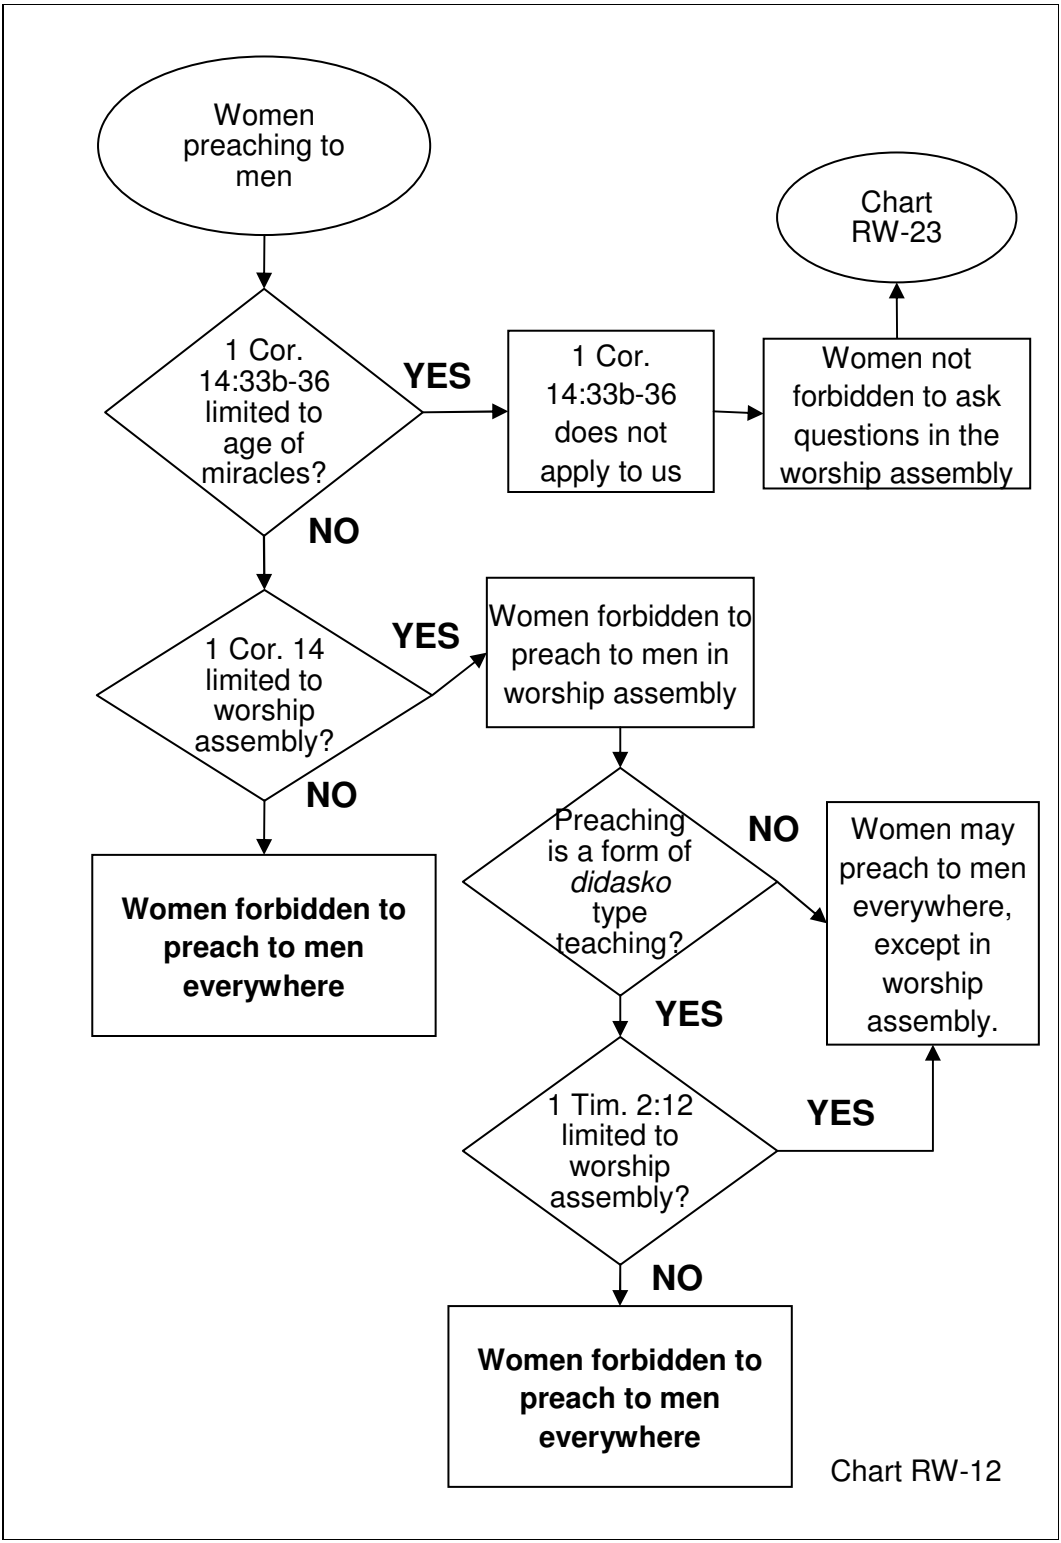 Women
preaching to
men
Chart
RW-23
1 Cor.
14:33b-36
limited to
age of
miracles?
YES
1 Cor.
14:33b-36
does not
apply to us
Women not
forbidden to ask
questions in the
worship assembly
NO
1 Cor. 14
limited to
worship
assembly?
YES
Women forbidden to
preach to men in
worship assembly
NO
Women forbidden to
preach to men
everywhere
Preaching
is a form of
didasko
type
teaching?
NO
Women may
preach to men
everywhere,
except in
worship
assembly.
YES
1 Tim. 2:12
limited to
worship
assembly?
YES
NO
Women forbidden to
preach to men
everywhere
Chart RW-12